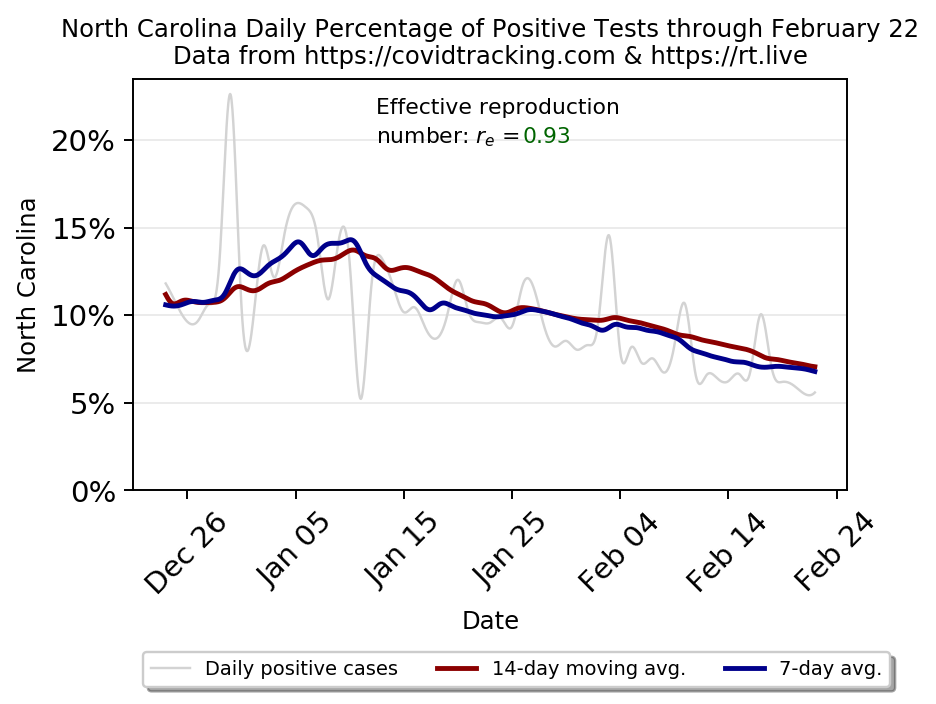 North Carolina Daily Percentage of Positive Tests through February 22
Data from https://covidtracking.com & https://rt.live
Effective reproduction
number: rₑ =0.93
20%
15%
10%
5%
0%
North Carolina
Dec 26
Jan 05
Jan 15
Jan 25
Feb 04
Feb 14
Feb 24
Date
Daily positive cases
14-day moving avg.
7-day avg.